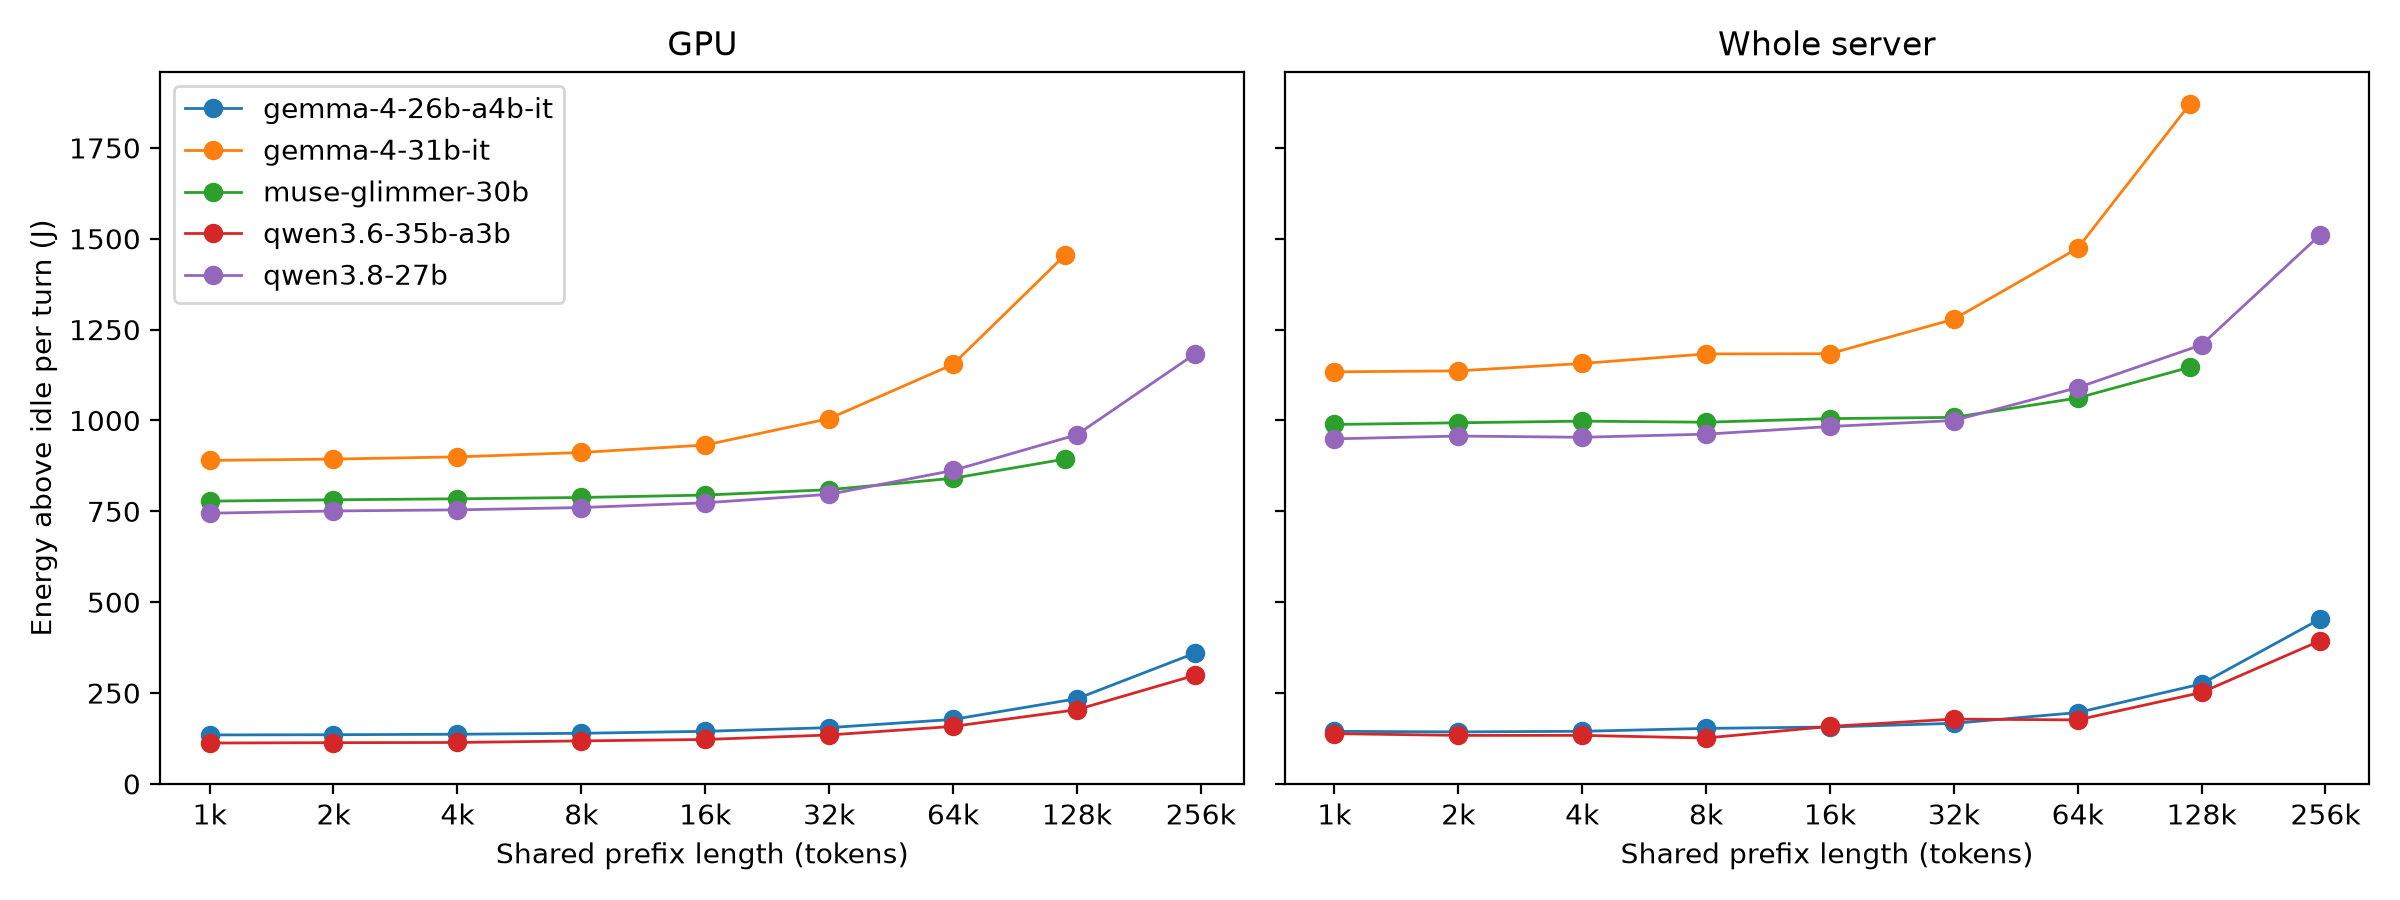 GPU
Whole server
gemma-4-26b-a4b-it
gemma-4-31b-it
muse-glimmer-30b
qwen3.6-35b-a3b
qwen3.8-27b
Energy above idle per turn (J)
1750
1500
1250
1000
750
500
250
0
1k 2k 4k 8k 16k 32k 64k 128k 256k
1k 2k 4k 8k 16k 32k 64k 128k 256k
Shared prefix length (tokens)
Shared prefix length (tokens)